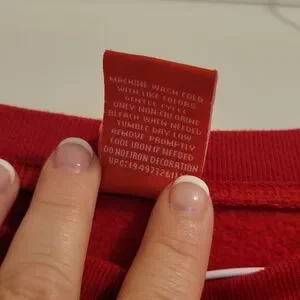 MACHINE WASH COLD
WITH LIKE COLORS
GENTLE CYCLE
ONLY NON-CHLORINE
BLEACH WHEN NEEDED
TUMBLE DRY LOW
REMOVE PROMPTLY
COOL IRON IF NEEDED
DO NOT IRON DECORATION
UPC: